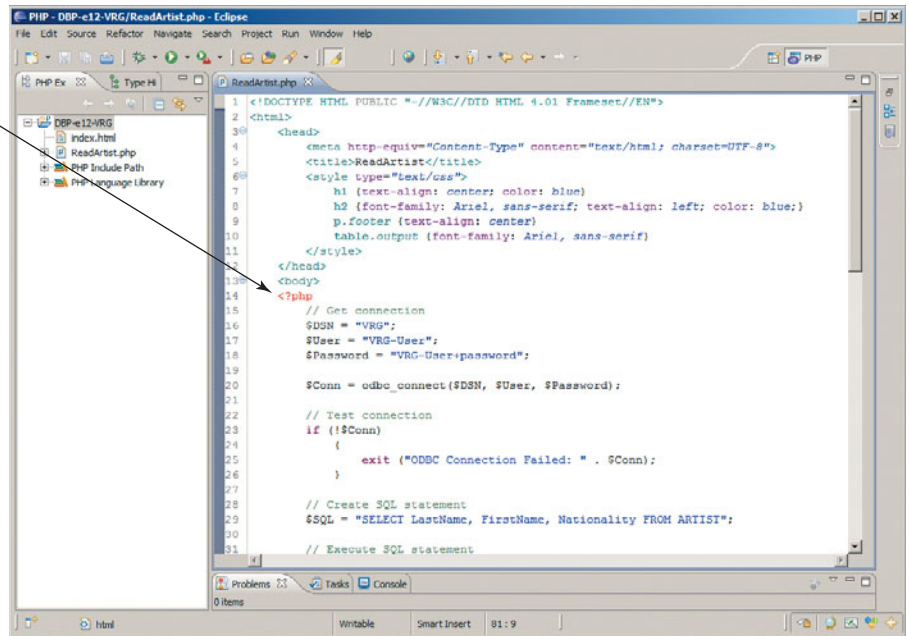 PHP - DBP-e12-VRG/ReadArtist.php - Eclipse
File Edit Source Refactor Navigate Search Project Run Window Help
PHP
PHP Ex
Type Hi
ReadArtist.php
DBP-e12-VRG
index.html
ReadArtist.php
PHP Include Path
PHP Language Library
1 <!DOCTYPE HTML PUBLIC "-//W3C//DTD HTML 4.01 Frameset//EN">
2 <html>
3 <head>
4 <meta http-equiv="Content-Type" content="text/html; charset=UTF-8">
5 <title>ReadArtist</title>
6 <style type="text/css">
7 h1 {text-align: center; color: blue}
8 h2 {font-family: Ariel, sans-serif; text-align: left; color: blue;}
9 p.footer {text-align: center}
10 table.output {font-family: Ariel, sans-serif}
11 </style>
12 </head>
13 <body>
14 <?php
15 // Get connection
16 $DSN = "VRG";
17 $User = "VRG-User";
18 $Password = "VRG-User+password";
19
20 $Conn = odbc_connect($DSN, $User, $Password);
21
22 // Test connection
23 if (!$Conn)
24 {
25 exit ("ODBC Connection Failed: " . $Conn);
26 }
27
28 // Create SQL statement
29 $SQL = "SELECT LastName, FirstName, Nationality FROM ARTIST";
30
31 // Execute SQL statement
Problems Tasks Console
0 items
html Writable Smart Insert 81 : 9